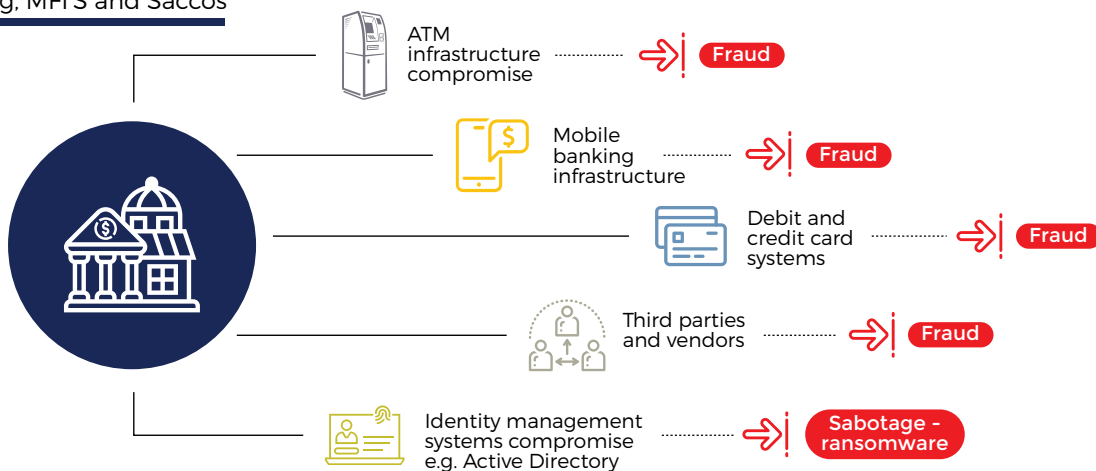 MFI'S and Saccos
ATM
infrastructure
compromise
Fraud
$
Mobile
banking
infrastructure
Fraud
$
Debit and
credit card
systems
Fraud
Third parties
and vendors
Fraud
Identity management
systems compromise
e.g. Active Directory
Sabotage -
ransomware